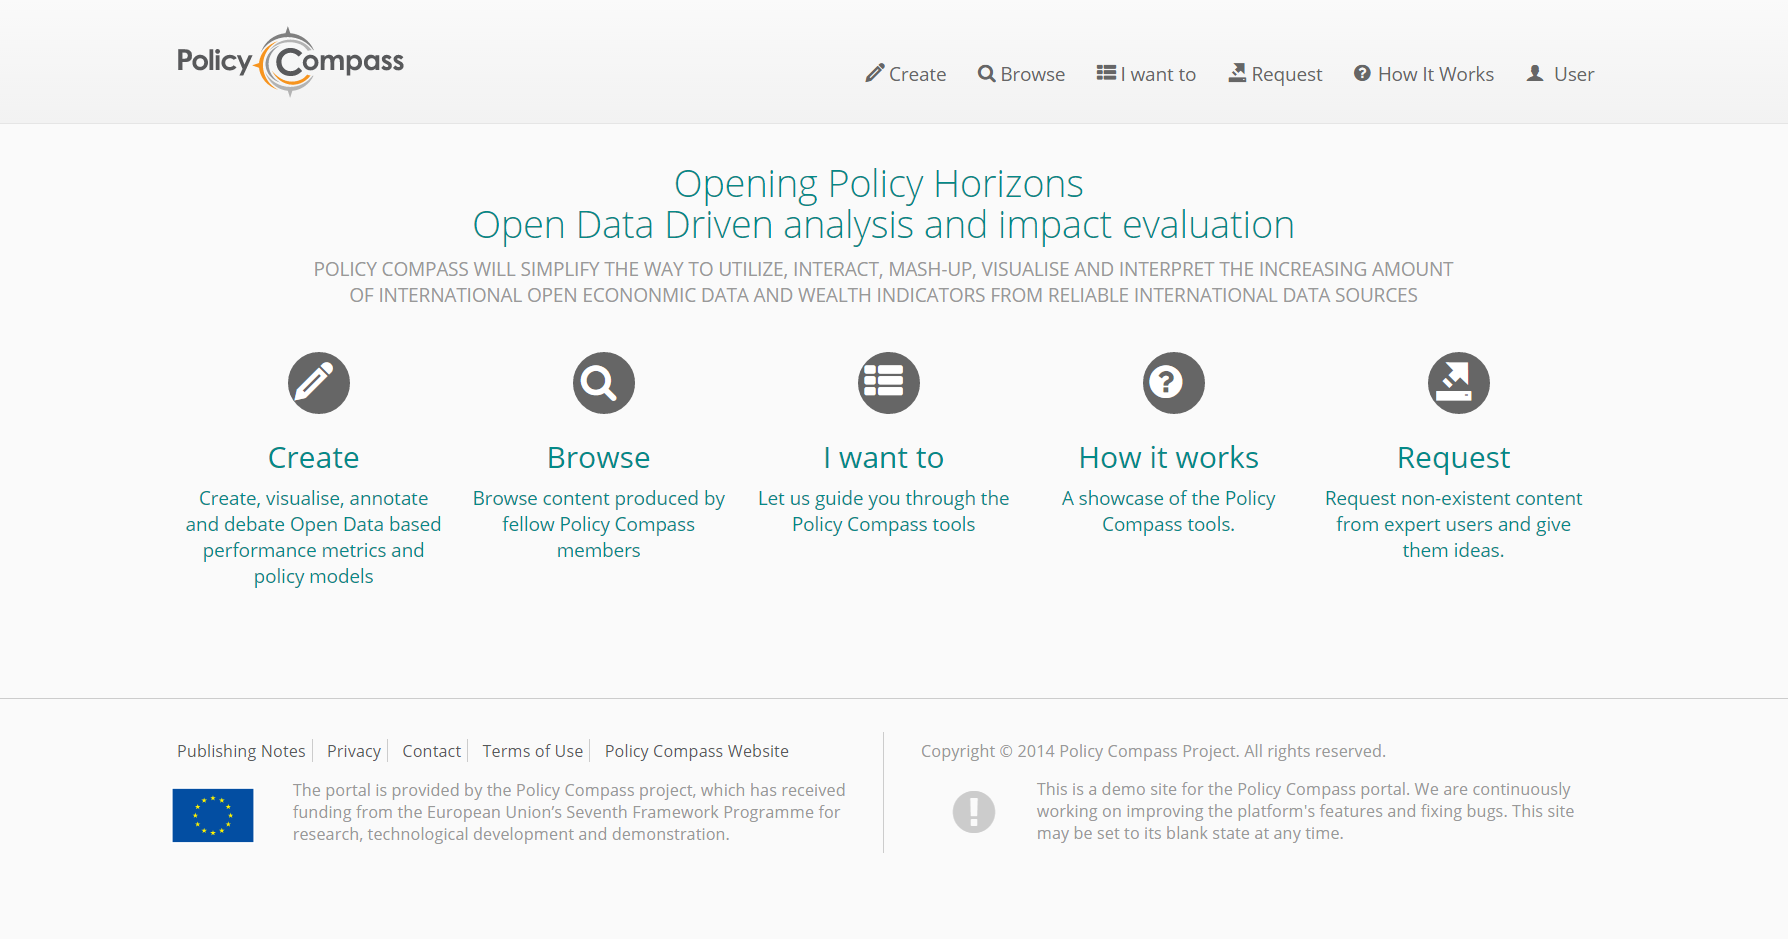 Policy Compass
Create
Browse
I want to
Request
How It Works
User
Opening Policy Horizons
Open Data Driven analysis and impact evaluation
POLICY COMPASS WILL SIMPLIFY THE WAY TO UTILIZE, INTERACT, MASH-UP, VISUALISE AND INTERPRET THE INCREASING AMOUNT
OF INTERNATIONAL OPEN ECONONMIC DATA AND WEALTH INDICATORS FROM RELIABLE INTERNATIONAL DATA SOURCES
Create
Create, visualise, annotate
and debate Open Data based
performance metrics and
policy models
Browse
Browse content produced by
fellow Policy Compass
members
I want to
Let us guide you through the
Policy Compass tools
How it works
A showcase of the Policy
Compass tools.
Request
Request non-existent content
from expert users and give
them ideas.
Publishing Notes
Privacy
Contact
Terms of Use
Policy Compass Website
The portal is provided by the Policy Compass project, which has received
funding from the European Union’s Seventh Framework Programme for
research, technological development and demonstration.
Copyright © 2014 Policy Compass Project. All rights reserved.
This is a demo site for the Policy Compass portal. We are continuously
working on improving the platform's features and fixing bugs. This site
may be set to its blank state at any time.